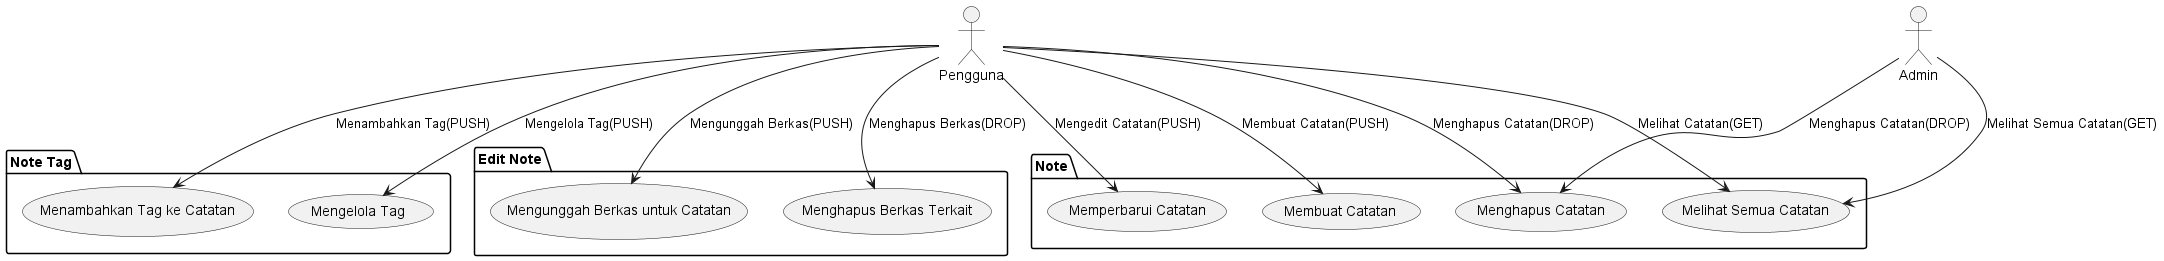 Pengguna
Admin
Menambahkan Tag(PUSH)
Mengelola Tag(PUSH)
Mengunggah Berkas(PUSH)
Menghapus Berkas(DROP)
Mengedit Catatan(PUSH)
Membuat Catatan(PUSH)
Menghapus Catatan(DROP)
Melihat Catatan(GET)
Menghapus Catatan(DROP)
Melihat Semua Catatan(GET)
Note Tag
Menambahkan Tag ke Catatan
Mengelola Tag
Edit Note
Mengunggah Berkas untuk Catatan
Menghapus Berkas Terkait
Note
Memperbarui Catatan
Membuat Catatan
Menghapus Catatan
Melihat Semua Catatan